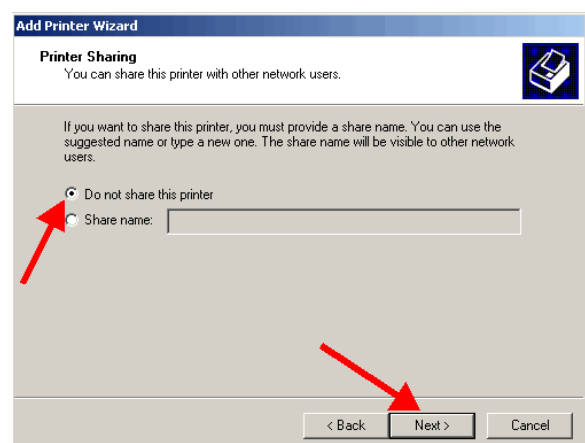 Add Printer Wizard
Printer Sharing
You can share this printer with other network users.
If you want to share this printer, you must provide a share name. You can use the
suggested name or type a new one. The share name will be visible to other network
users.
Do not share this printer
Share name:
< Back Next > Cancel